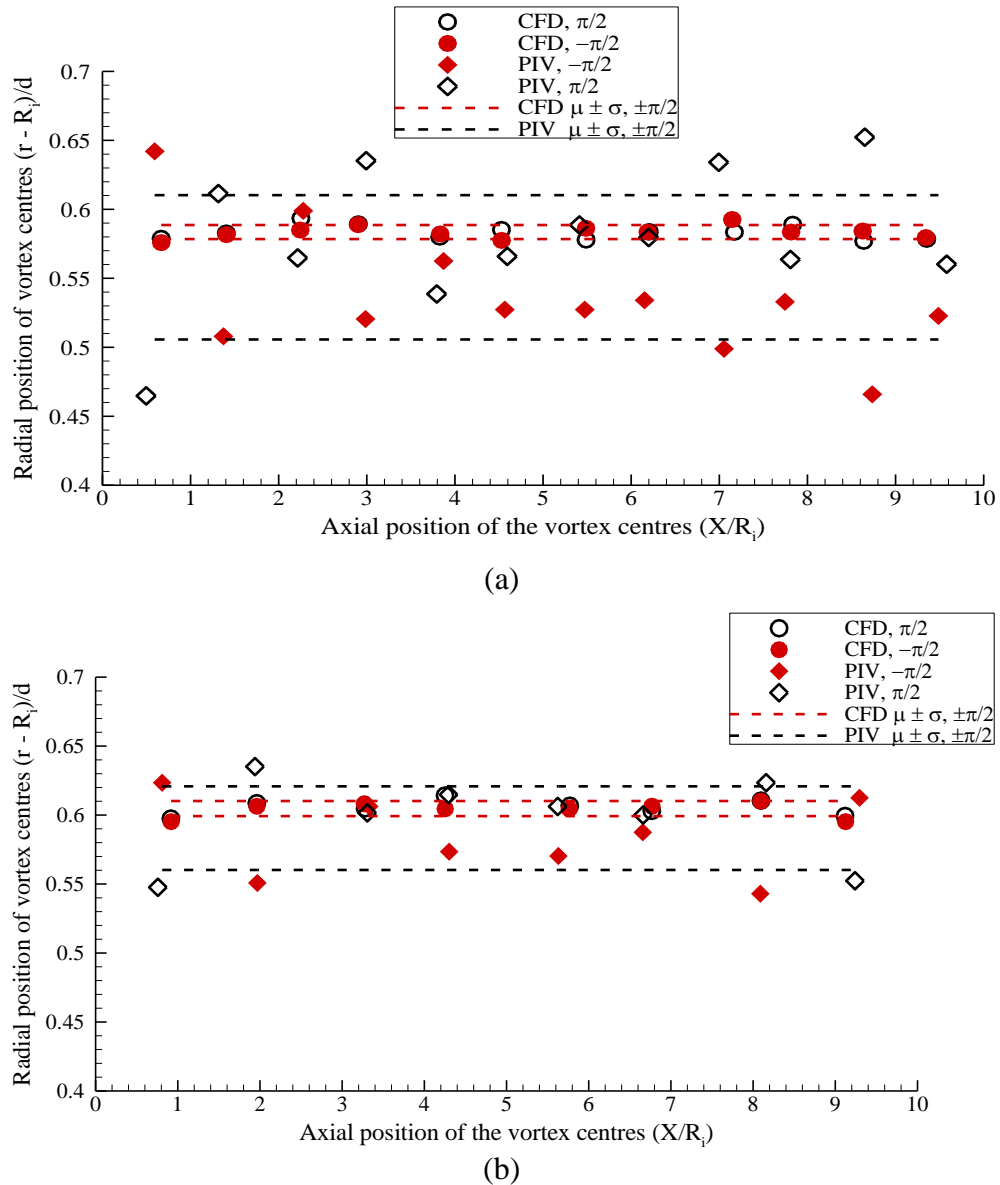 CFD, π/2
CFD, −π/2
PIV, −π/2
PIV, π/2
CFD μ ± σ, ±π/2
PIV μ ± σ, ±π/2
Radial position of vortex centres (r - Ri)/d
0.7
0.65
0.6
0.55
0.5
0.45
0.4
0 1 2 3 4 5 6 7 8 9 10
Axial position of the vortex centres (X/Ri)
(a)
CFD, π/2
CFD, −π/2
PIV, −π/2
PIV, π/2
CFD μ ± σ, ±π/2
PIV μ ± σ, ±π/2
Radial position of vortex centres (r - Ri)/d
0.7
0.65
0.6
0.55
0.5
0.45
0.4
0 1 2 3 4 5 6 7 8 9 10
Axial position of the vortex centres (X/Ri)
(b)